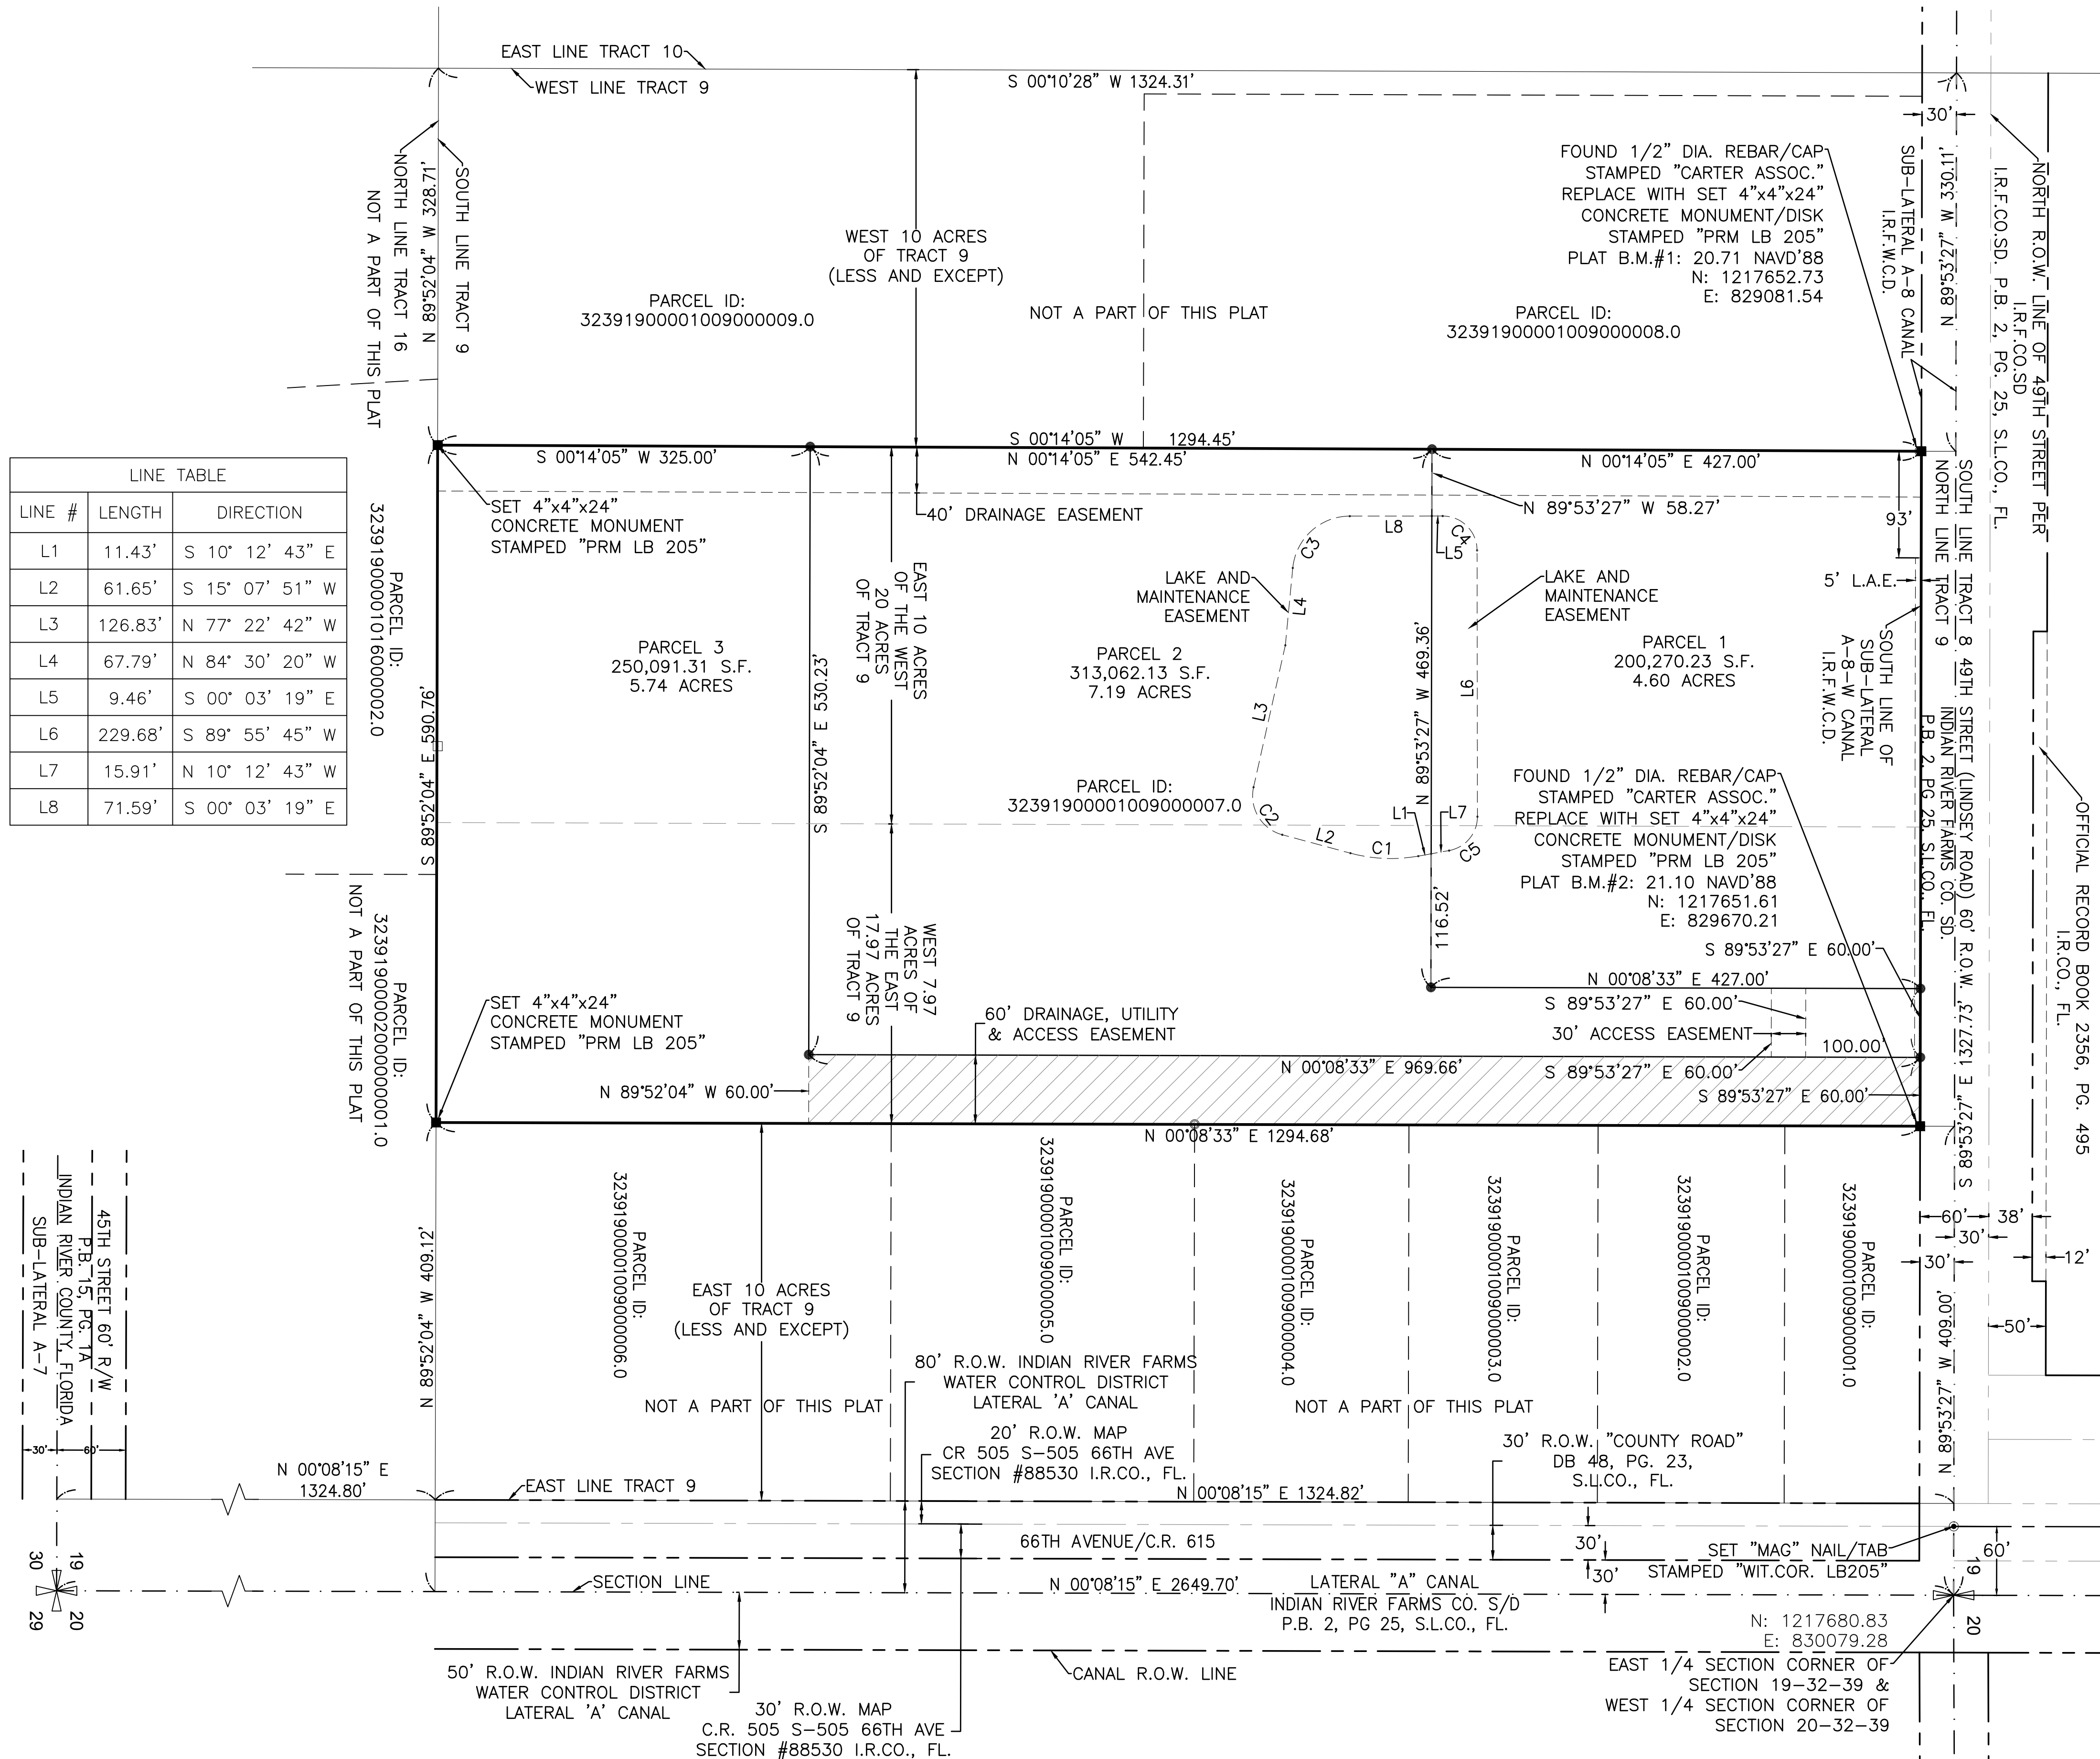 EAST LINE TRACT 10
WEST LINE TRACT 9
S 00°10'28" W 1324.31'
NORTH LINE TRACT 16
SOUTH LINE TRACT 9
N 89°52'04" W 328.71'
NOT A PART OF THIS PLAT
WEST 10 ACRES
OF TRACT 9
(LESS AND EXCEPT)
PARCEL ID:
32391900001009000009.0
NOT A PART OF THIS PLAT
PARCEL ID:
32391900001009000008.0
FOUND 1/2" DIA. REBAR/CAP
STAMPED "CARTER ASSOC."
REPLACE WITH SET 4"x4"x24"
CONCRETE MONUMENT/DISK
STAMPED "PRM LB 205"
PLAT B.M.#1: 20.71 NAVD'88
N: 1217652.73
E: 829081.54
30'
SUB-LATERAL A-8 CANAL
I.R.F.W.C.D.
N 89°53'27" W 330.11'
NORTH R.O.W. LINE OF 49TH STREET PER
I.R.F.CO.SD
I.R.F.CO.SD. P.B. 2, PG. 25, S.L.CO., FL.
LINE TABLE
LINE # LENGTH DIRECTION
L1 11.43' S 10° 12' 43" E
L2 61.65' S 15° 07' 51" W
L3 126.83' N 77° 22' 42" W
L4 67.79' N 84° 30' 20" W
L5 9.46' S 00° 03' 19" E
L6 229.68' S 89° 55' 45" W
L7 15.91' N 10° 12' 43" W
L8 71.59' S 00° 03' 19" E
S 00°14'05" W 1294.45'
S 00°14'05" W 325.00'
N 00°14'05" E 542.45'
N 00°14'05" E 427.00'
SET 4"x4"x24"
CONCRETE MONUMENT
STAMPED "PRM LB 205"
40' DRAINAGE EASEMENT
N 89°53'27" W 58.27'
93'
5' L.A.E.
PARCEL ID:
32391900001016000002.0
PARCEL ID:
32391900002000000001.0
NOT A PART OF THIS PLAT
S 89°52'04" E 590.76'
PARCEL 3
250,091.31 S.F.
5.74 ACRES
S 89°52'04" E 530.23'
EAST 10 ACRES
OF THE WEST
20 ACRES
OF TRACT 9
LAKE AND
MAINTENANCE
EASEMENT
PARCEL 2
313,062.13 S.F.
7.19 ACRES
PARCEL ID:
32391900001009000007.0
L8
C3
L4
L3
C2
L2
C1
L1
L7
C5
L6
L5
C4
N 89°53'27" W 469.36'
116.52'
LAKE AND
MAINTENANCE
EASEMENT
PARCEL 1
200,270.23 S.F.
4.60 ACRES
SOUTH LINE OF
SUB-LATERAL
A-8-W CANAL
I.R.F.W.C.D.
SOUTH LINE TRACT 8
NORTH LINE TRACT 9
49TH STREET (LINDSEY ROAD) 60' R.O.W.
INDIAN RIVER FARMS CO. SD.
P.B. 2, PG 25, S.L.CO., FL.
S 89°53'27" E 1327.73'
OFFICIAL RECORD BOOK 2356, PG. 495
I.R.CO., FL.
FOUND 1/2" DIA. REBAR/CAP
STAMPED "CARTER ASSOC."
REPLACE WITH SET 4"x4"x24"
CONCRETE MONUMENT/DISK
STAMPED "PRM LB 205"
PLAT B.M.#2: 21.10 NAVD'88
N: 1217651.61
E: 829670.21
S 89°53'27" E 60.00'
N 00°08'33" E 427.00'
S 89°53'27" E 60.00'
30' ACCESS EASEMENT
100.00'
S 89°53'27" E 60.00'
S 89°53'27" E 60.00'
WEST 7.97
ACRES OF
THE EAST
17.97 ACRES
OF TRACT 9
SET 4"x4"x24"
CONCRETE MONUMENT
STAMPED "PRM LB 205"
60' DRAINAGE, UTILITY
& ACCESS EASEMENT
N 89°52'04" W 60.00'
N 00°08'33" E 969.66'
N 00°08'33" E 1294.68'
PARCEL ID:
32391900001009000006.0
PARCEL ID:
32391900001009000005.0
PARCEL ID:
32391900001009000004.0
PARCEL ID:
32391900001009000003.0
PARCEL ID:
32391900001009000002.0
PARCEL ID:
32391900001009000001.0
60'
38'
30'
30'
12'
50'
N 89°52'04" W 409.12'
N 89°53'27" W 409.00'
EAST 10 ACRES
OF TRACT 9
(LESS AND EXCEPT)
NOT A PART OF THIS PLAT
NOT A PART OF THIS PLAT
80' R.O.W. INDIAN RIVER FARMS
WATER CONTROL DISTRICT
LATERAL 'A' CANAL
20' R.O.W. MAP
CR 505 S-505 66TH AVE
SECTION #88530 I.R.CO., FL.
30' R.O.W. "COUNTY ROAD"
DB 48, PG. 23,
S.L.CO., FL.
45TH STREET 60' R/W
P.B. 15, PG. 1A
INDIAN RIVER COUNTY, FLORIDA
SUB-LATERAL A-7
30'
60'
N 00°08'15" E
1324.80'
EAST LINE TRACT 9
N 00°08'15" E 1324.82'
66TH AVENUE/C.R. 615
30'
30'
SET "MAG" NAIL/TAB
STAMPED "WIT.COR. LB205"
60'
19
30
20
29
SECTION LINE
N 00°08'15" E 2649.70'
LATERAL "A" CANAL
INDIAN RIVER FARMS CO. S/D
P.B. 2, PG 25, S.L.CO., FL.
19
20
N: 1217680.83
E: 830079.28
EAST 1/4 SECTION CORNER OF
SECTION 19-32-39 &
WEST 1/4 SECTION CORNER OF
SECTION 20-32-39
50' R.O.W. INDIAN RIVER FARMS
WATER CONTROL DISTRICT
LATERAL 'A' CANAL
CANAL R.O.W. LINE
30' R.O.W. MAP
C.R. 505 S-505 66TH AVE
SECTION #88530 I.R.CO., FL.